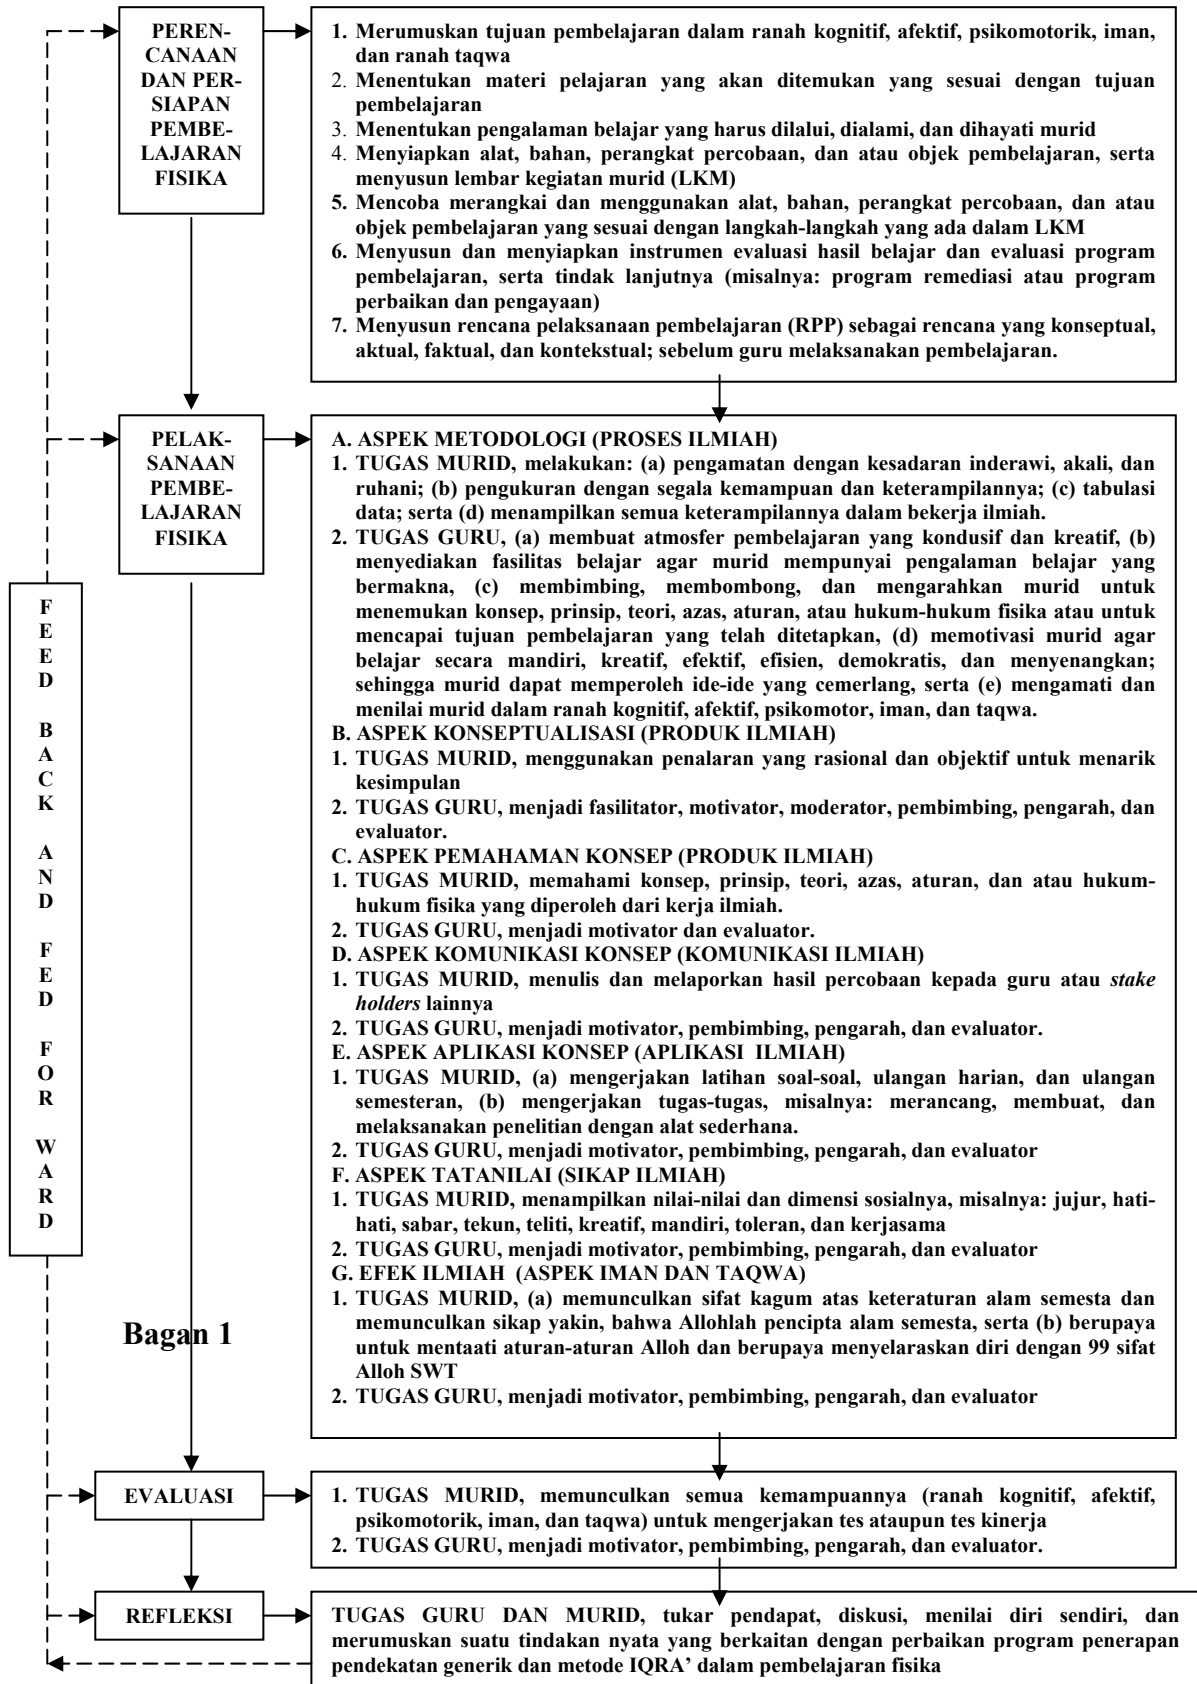 PEREN-
CANAAN
DAN PER-
SIAPAN
PEMBE-
LAJARAN
FISIKA
1. Merumuskan tujuan pembelajaran dalam ranah kognitif, afektif, psikomotorik, iman,
dan ranah taqwa
2. Menentukan materi pelajaran yang akan ditemukan yang sesuai dengan tujuan
pembelajaran
3. Menentukan pengalaman belajar yang harus dilalui, dialami, dan dihayati murid
4. Menyiapkan alat, bahan, perangkat percobaan, dan atau objek pembelajaran, serta
menyusun lembar kegiatan murid (LKM)
5. Mencoba merangkai dan menggunakan alat, bahan, perangkat percobaan, dan atau
objek pembelajaran yang sesuai dengan langkah-langkah yang ada dalam LKM
6. Menyusun dan menyiapkan instrumen evaluasi hasil belajar dan evaluasi program
pembelajaran, serta tindak lanjutnya (misalnya: program remediasi atau program
perbaikan dan pengayaan)
7. Menyusun rencana pelaksanaan pembelajaran (RPP) sebagai rencana yang konseptual,
aktual, faktual, dan kontekstual; sebelum guru melaksanakan pembelajaran.
PELAK-
SANAAN
PEMBE-
LAJARAN
FISIKA
A. ASPEK METODOLOGI (PROSES ILMIAH)
1. TUGAS MURID, melakukan: (a) pengamatan dengan kesadaran inderawi, akali, dan
ruhani; (b) pengukuran dengan segala kemampuan dan keterampilannya; (c) tabulasi
data; serta (d) menampilkan semua keterampilannya dalam bekerja ilmiah.
2. TUGAS GURU, (a) membuat atmosfer pembelajaran yang kondusif dan kreatif, (b)
menyediakan fasilitas belajar agar murid mempunyai pengalaman belajar yang
bermakna, (c) membimbing, membombong, dan mengarahkan murid untuk
menemukan konsep, prinsip, teori, azas, aturan, atau hukum-hukum fisika atau untuk
mencapai tujuan pembelajaran yang telah ditetapkan, (d) memotivasi murid agar
belajar secara mandiri, kreatif, efektif, efisien, demokratis, dan menyenangkan;
sehingga murid dapat memperoleh ide-ide yang cemerlang, serta (e) mengamati dan
menilai murid dalam ranah kognitif, afektif, psikomotor, iman, dan taqwa.
B. ASPEK KONSEPTUALISASI (PRODUK ILMIAH)
1. TUGAS MURID, menggunakan penalaran yang rasional dan objektif untuk menarik
kesimpulan
2. TUGAS GURU, menjadi fasilitator, motivator, moderator, pembimbing, pengarah, dan
evaluator.
C. ASPEK PEMAHAMAN KONSEP (PRODUK ILMIAH)
1. TUGAS MURID, memahami konsep, prinsip, teori, azas, aturan, dan atau hukum-
hukum fisika yang diperoleh dari kerja ilmiah.
2. TUGAS GURU, menjadi motivator dan evaluator.
D. ASPEK KOMUNIKASI KONSEP (KOMUNIKASI ILMIAH)
1. TUGAS MURID, menulis dan melaporkan hasil percobaan kepada guru atau stake
holders lainnya
2. TUGAS GURU, menjadi motivator, pembimbing, pengarah, dan evaluator.
E. ASPEK APLIKASI KONSEP (APLIKASI ILMIAH)
1. TUGAS MURID, (a) mengerjakan latihan soal-soal, ulangan harian, dan ulangan
semesteran, (b) mengerjakan tugas-tugas, misalnya: merancang, membuat, dan
melaksanakan penelitian dengan alat sederhana.
2. TUGAS GURU, menjadi motivator, pembimbing, pengarah, dan evaluator
F. ASPEK TATANILAI (SIKAP ILMIAH)
1. TUGAS MURID, menampilkan nilai-nilai dan dimensi sosialnya, misalnya: jujur, hati-
hati, sabar, tekun, teliti, kreatif, mandiri, toleran, dan kerjasama
2. TUGAS GURU, menjadi motivator, pembimbing, pengarah, dan evaluator
G. EFEK ILMIAH (ASPEK IMAN DAN TAQWA)
1. TUGAS MURID, (a) memunculkan sifat kagum atas keteraturan alam semesta dan
memunculkan sikap yakin, bahwa Allohlah pencipta alam semesta, serta (b) berupaya
untuk mentaati aturan-aturan Alloh dan berupaya menyelaraskan diri dengan 99 sifat
Alloh SWT
2. TUGAS GURU, menjadi motivator, pembimbing, pengarah, dan evaluator
FEED BACK AND FED FOR WARD
Bagan 1
EVALUASI
1. TUGAS MURID, memunculkan semua kemampuannya (ranah kognitif, afektif,
psikomotorik, iman, dan taqwa) untuk mengerjakan tes ataupun tes kinerja
2. TUGAS GURU, menjadi motivator, pembimbing, pengarah, dan evaluator.
REFLEKSI
TUGAS GURU DAN MURID, tukar pendapat, diskusi, menilai diri sendiri, dan
merumuskan suatu tindakan nyata yang berkaitan dengan perbaikan program penerapan
pendekatan generik dan metode IQRA' dalam pembelajaran fisika